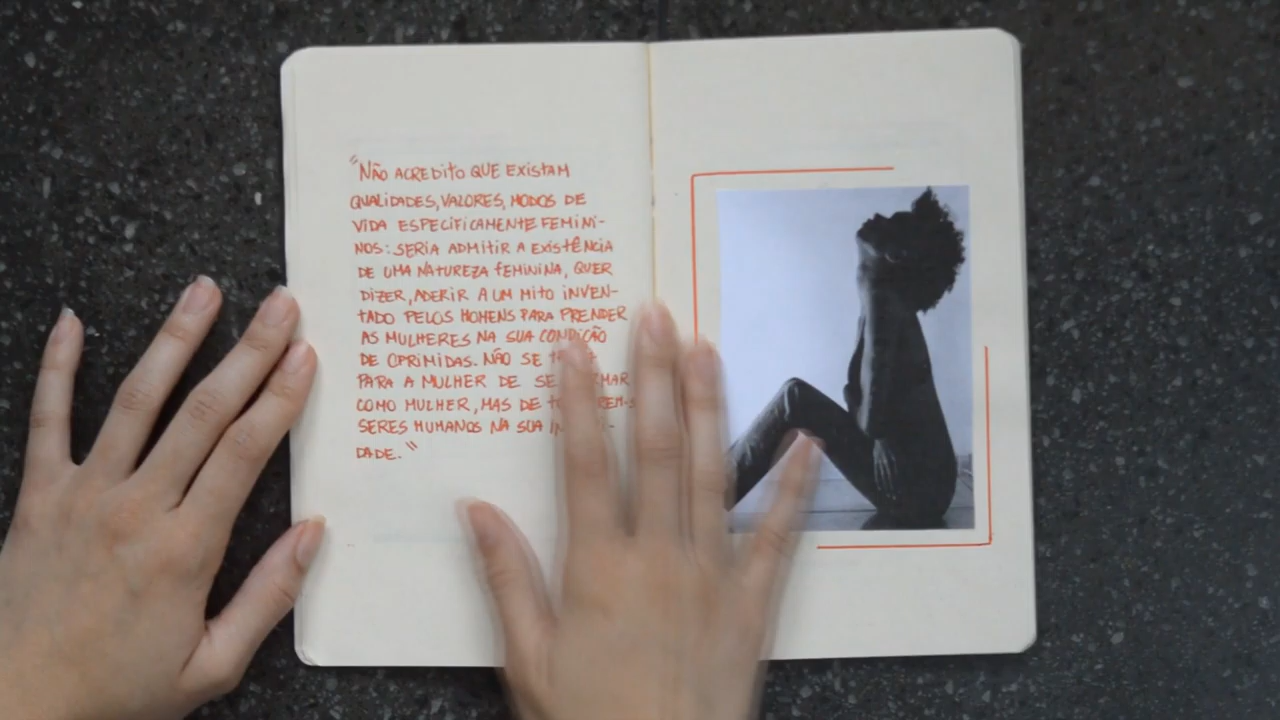 "NÃO ACREDITO QUE EXISTAM
QUALIDADES, VALORES, MODOS DE
VIDA ESPECIFICAMENTE FEMINI-
NOS: SERIA ADMITIR A EXISTÊNCIA
DE UMA NATUREZA FEMININA, QUER
DIZER, ADERIR A UM MITO INVEN-
TADO PELOS HOMENS PARA PRENDER
AS MULHERES NA SUA CONDIÇÃO
DE OPRIMIDAS. NÃO SE
PARA A MULHER DE
COMO MULHER, MAS DE
SERES HUMANOS NA SUA
DADE."